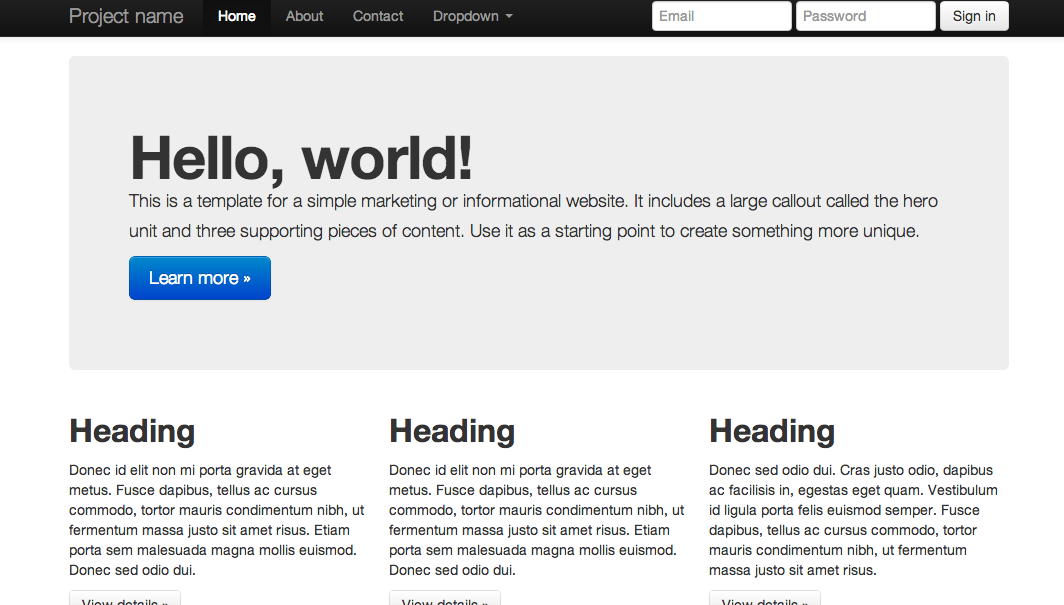 Project name Home About Contact Dropdown Email Password Sign in
Hello, world!
This is a template for a simple marketing or informational website. It includes a large callout called the hero
unit and three supporting pieces of content. Use it as a starting point to create something more unique.
Learn more »
Heading
Donec id elit non mi porta gravida at eget
metus. Fusce dapibus, tellus ac cursus
commodo, tortor mauris condimentum nibh, ut
fermentum massa justo sit amet risus. Etiam
porta sem malesuada magna mollis euismod.
Donec sed odio dui.
View details »
Heading
Donec id elit non mi porta gravida at eget
metus. Fusce dapibus, tellus ac cursus
commodo, tortor mauris condimentum nibh, ut
fermentum massa justo sit amet risus. Etiam
porta sem malesuada magna mollis euismod.
Donec sed odio dui.
View details »
Heading
Donec sed odio dui. Cras justo odio, dapibus
ac facilisis in, egestas eget quam. Vestibulum
id ligula porta felis euismod semper. Fusce
dapibus, tellus ac cursus commodo, tortor
mauris condimentum nibh, ut fermentum
massa justo sit amet risus.
View details »